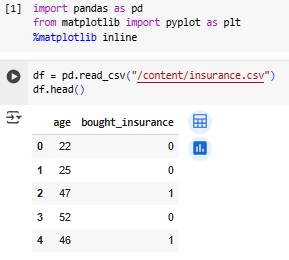 [1] import pandas as pd
from matplotlib import pyplot as plt
%matplotlib inline
df = pd.read_csv("/content/insurance.csv")
df.head()
age bought_insurance
0 22 0
1 25 0
2 47 1
3 52 0
4 46 1